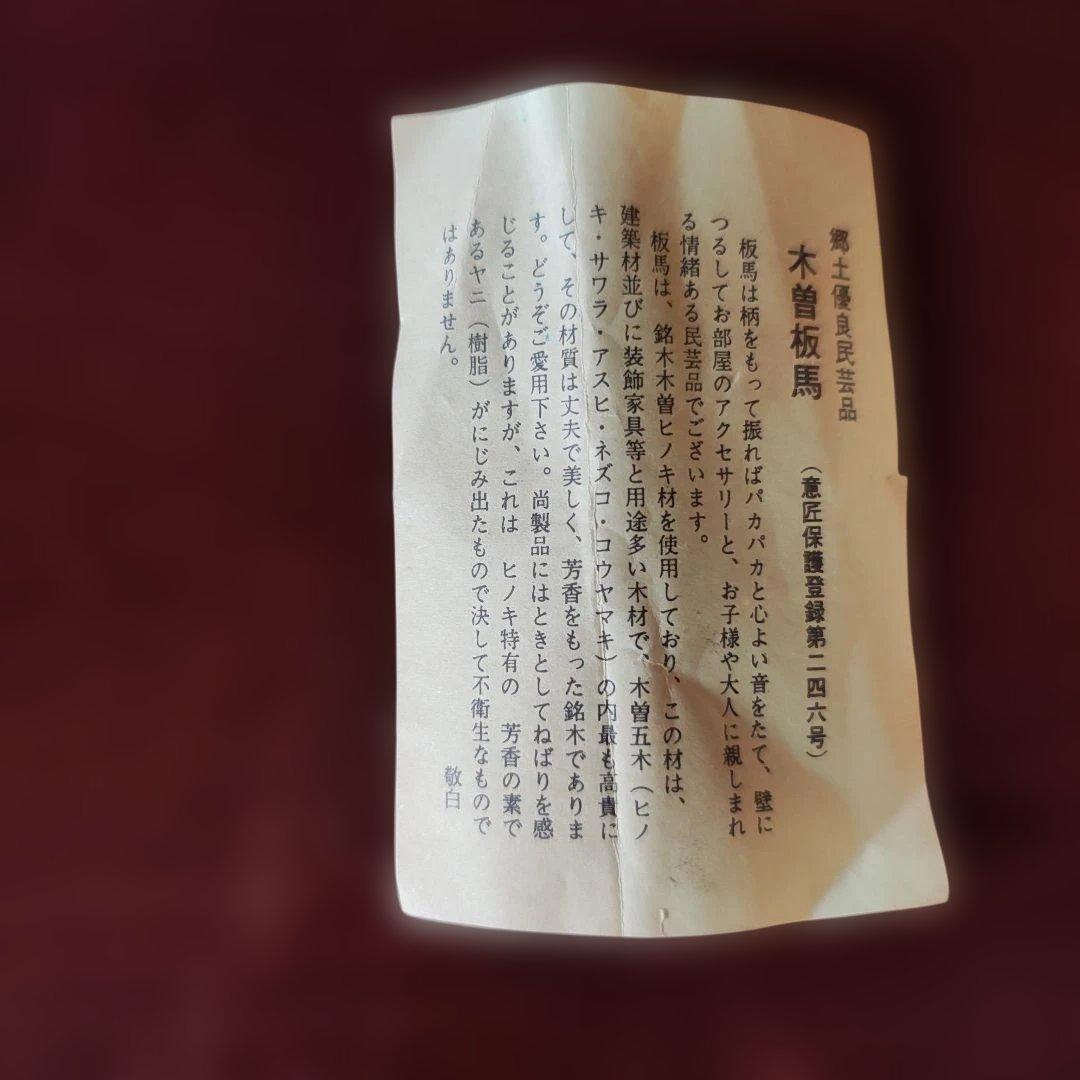 郷土優良民芸品
木曽板馬 （意匠保護登録第二四六号）
板馬は柄をもって振ればパカパカと心よい音をたて、壁に
つるしてお部屋のアクセサリーと、お子様や大人に親しまれ
る情緒ある民芸品でございます。
板馬は、銘木木曽ヒノキ材を使用しており、この材は、
建築材並びに装飾家具等と用途多い木材で、木曽五木（ヒノ
キ・サワラ・アスヒ・ネズコ・コウヤマキ）の内最も高貴に
して、その材質は丈夫で美しく、芳香をもった銘木でありま
す。どうぞご愛用下さい。尚製品にはときとしてねばりを感
じることがありますが、これは ヒノキ特有の 芳香の素で
あるヤニ（樹脂）がにじみ出たもので決して不衛生なもので
はありません。 敬白